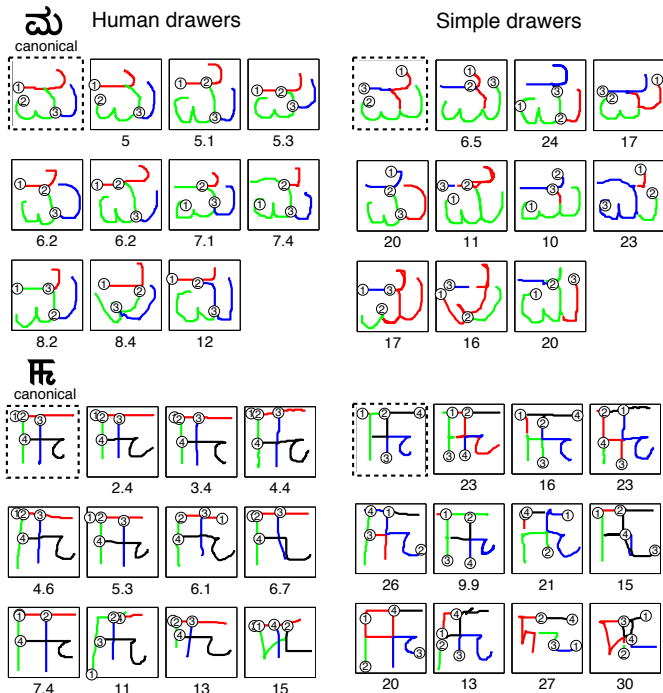 ಮ
canonical
Human drawers
Simple drawers
5 5.1 5.3
6.5 24 17
6.2 6.2 7.1 7.4
20 11 10 23
8.2 8.4 12
17 16 20
canonical
2.4 3.4 4.4
23 16 23
4.6 5.3 6.1 6.7
26 9.9 21 15
7.4 11 13 15
20 13 27 30